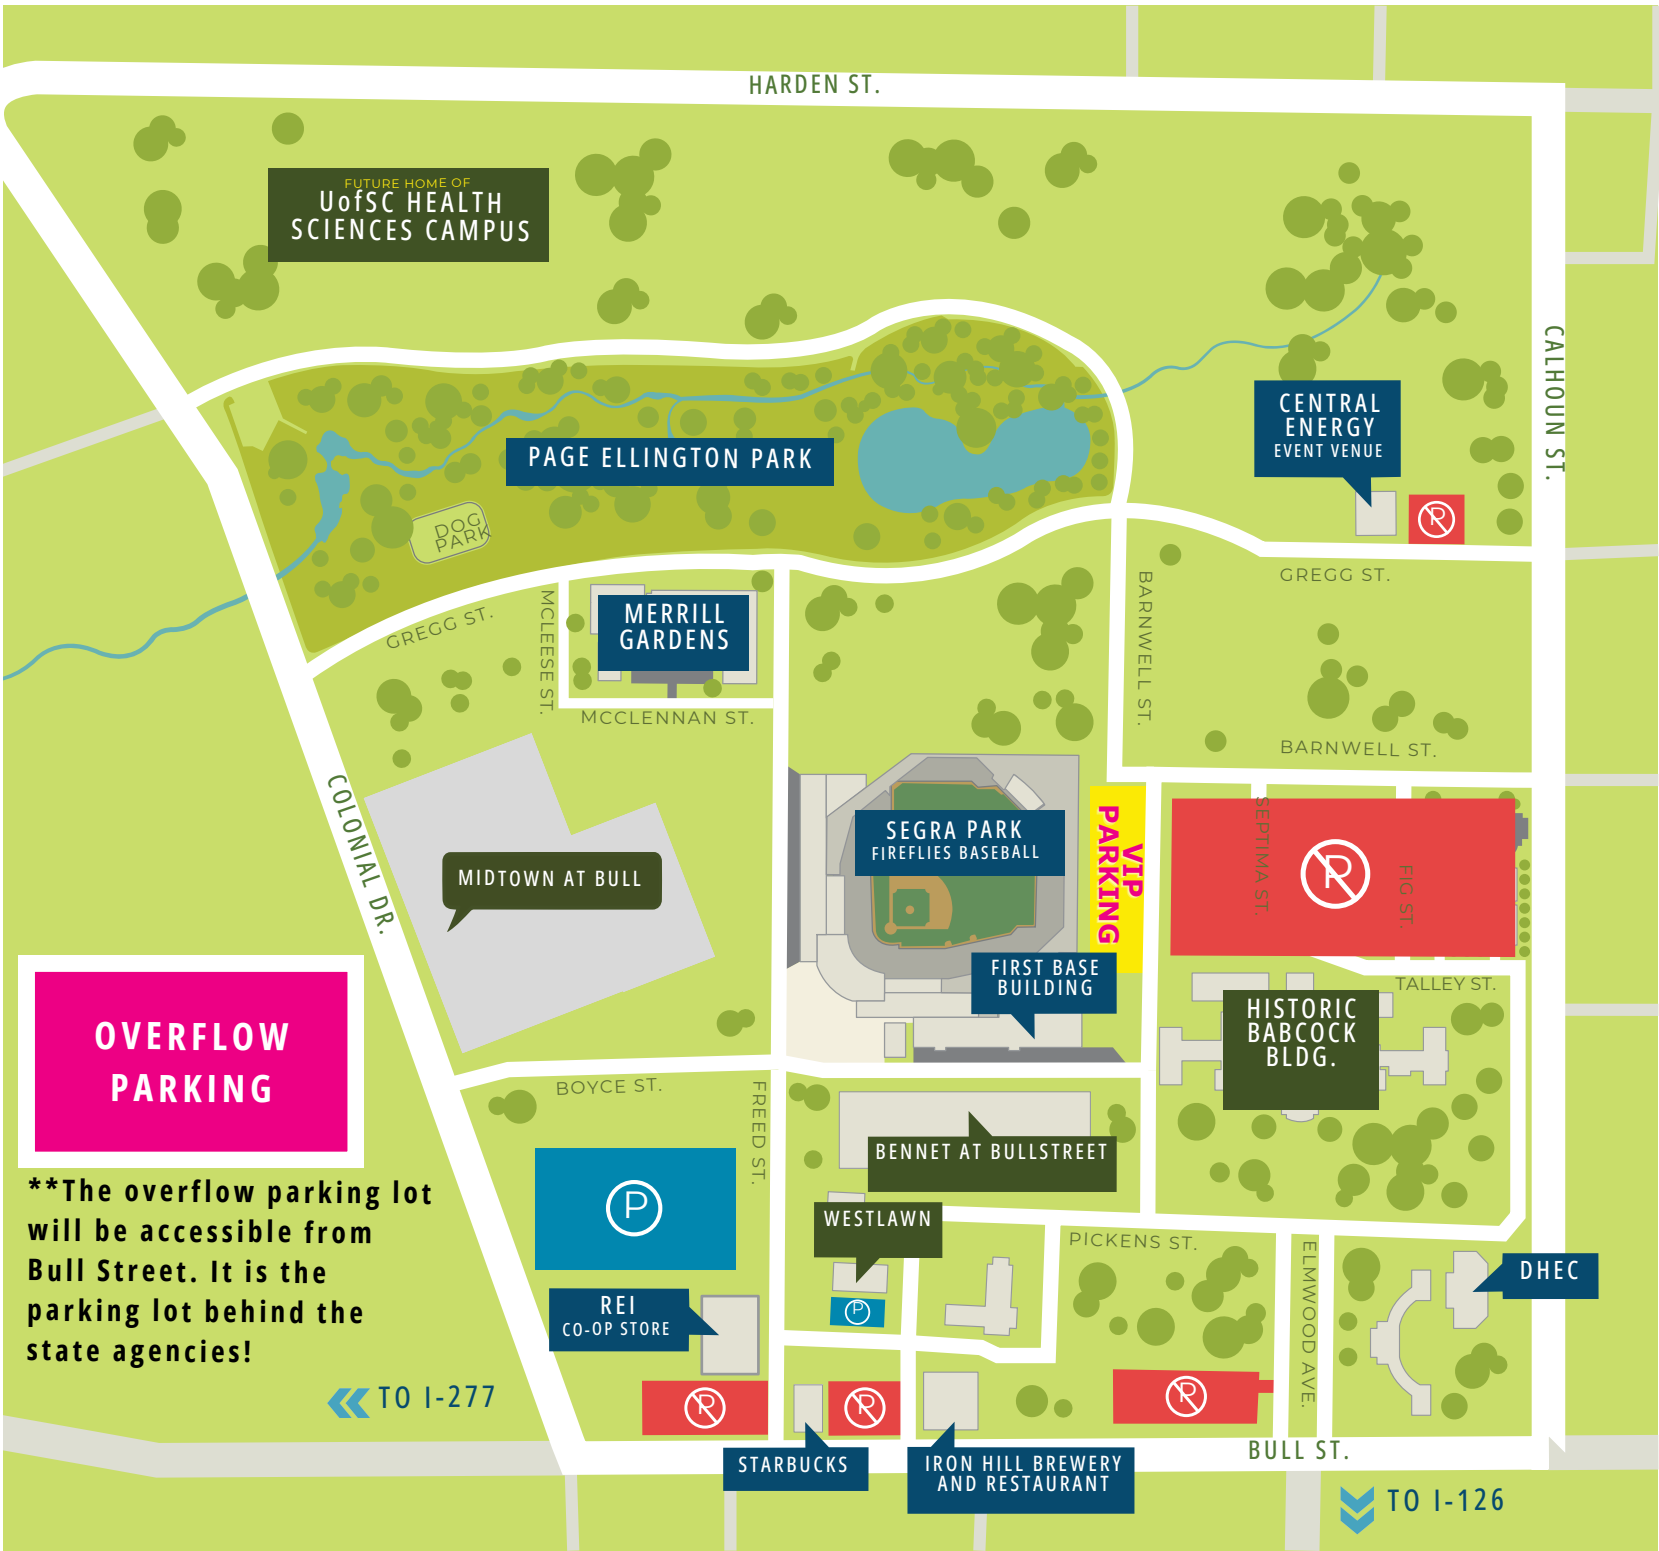 HARDEN ST.
FUTURE HOME OF
UofSC HEALTH
SCIENCES CAMPUS
CALHOUN ST.
CENTRAL
ENERGY
EVENT VENUE
PAGE ELLINGTON PARK
DOG
PARK
GREGG ST.
GREGG ST.
MCLEESE ST.
MERRILL
GARDENS
MCCLENNAN ST.
BARNWELL ST.
BARNWELL ST.
COLONIAL DR.
MIDTOWN AT BULL
SEGRA PARK
FIREFLIES BASEBALL
VIP
PARKING
SEPTIMA ST.
FIG ST.
P
P
FIRST BASE
BUILDING
TALLEY ST.
HISTORIC
BABCOCK
BLDG.
OVERFLOW
PARKING
BOYCE ST.
FREED ST.
BENNET AT BULLSTREET
**The overflow parking lot
will be accessible from
Bull Street. It is the
parking lot behind the
state agencies!
P
WESTLAWN
P
PICKENS ST.
ELMWOOD AVE.
DHEC
REI
CO-OP STORE
TO I-277
P
P
P
STARBUCKS
IRON HILL BREWERY
AND RESTAURANT
BULL ST.
TO I-126